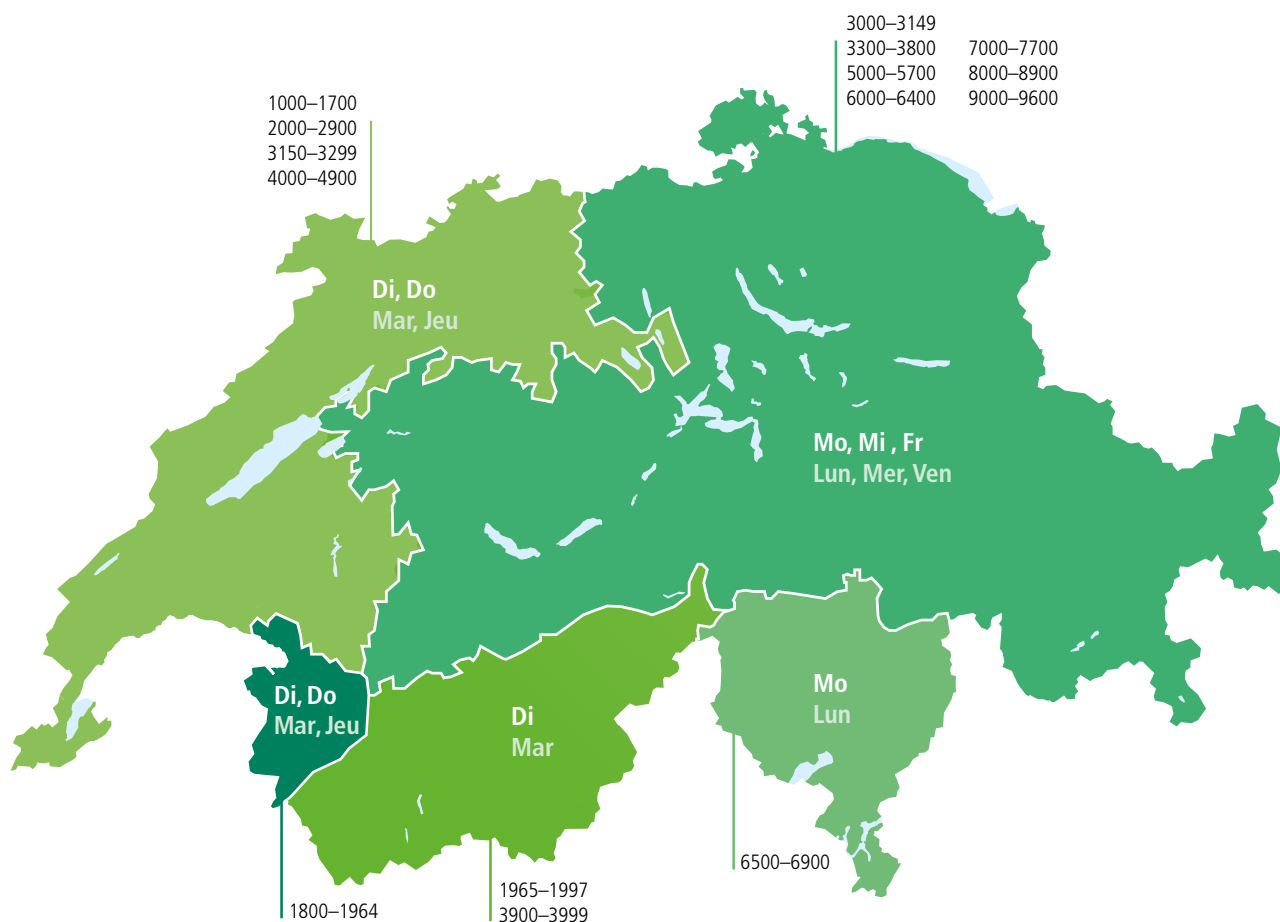 3000–3149
3300–3800 7000–7700
5000–5700 8000–8900
6000–6400 9000–9600
1000–1700
2000–2900
3150–3299
4000–4900
Di, Do
Mar, Jeu
Mo, Mi , Fr
Lun, Mer, Ven
Di, Do
Mar, Jeu
Di
Mar
Mo
Lun
6500–6900
1965–1997
3900–3999
1800–1964